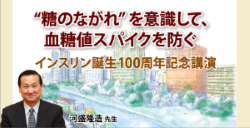 “糖のながれ”を意識して、
血糖値スパイクを防ぐ
インスリン誕生100周年記念講演
河盛隆造 先生